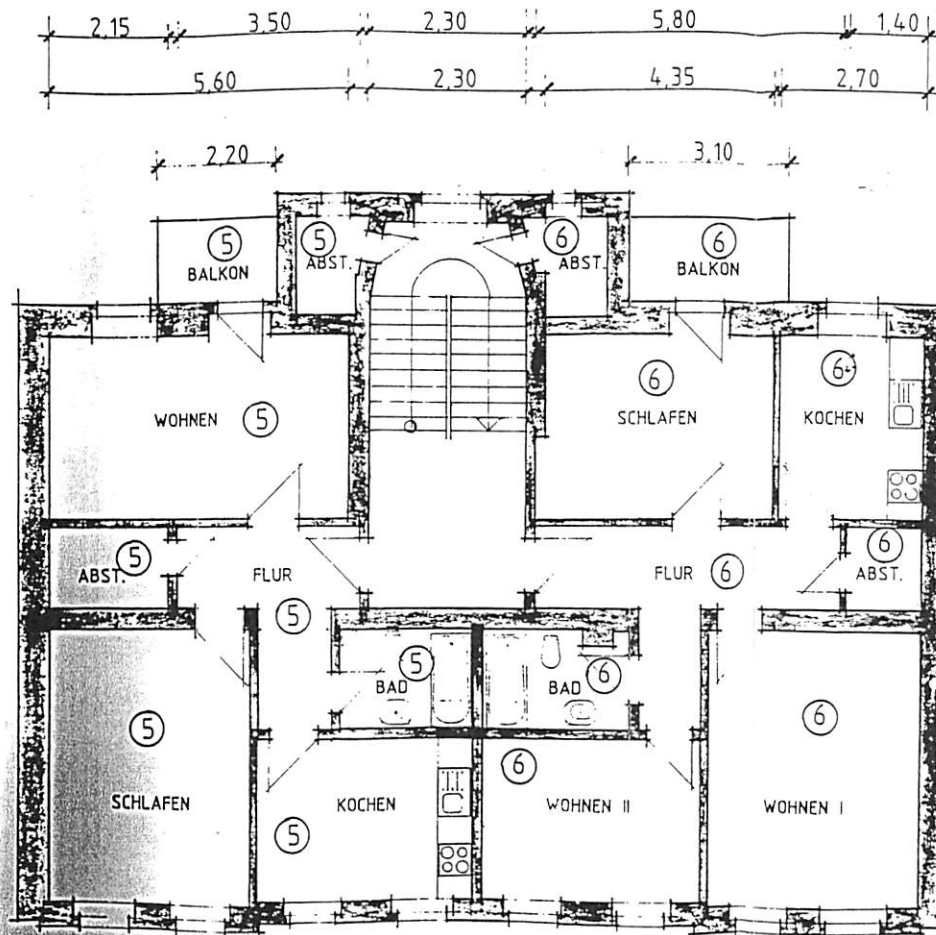 2,15 3,50 2,30 5,80 1,40
5,60 2,30 4,35 2,70
2,20 3,10
5 5 6 6
BALKON ABST. ABST. BALKON
6 6
WOHNEN 5 SCHLAFEN KOCHEN
5 6
ABST. FLUR FLUR 6 ABST.
5
5 6
BAD BAD
5 6
6
SCHLAFEN KOCHEN WOHNEN II WOHNEN I
5